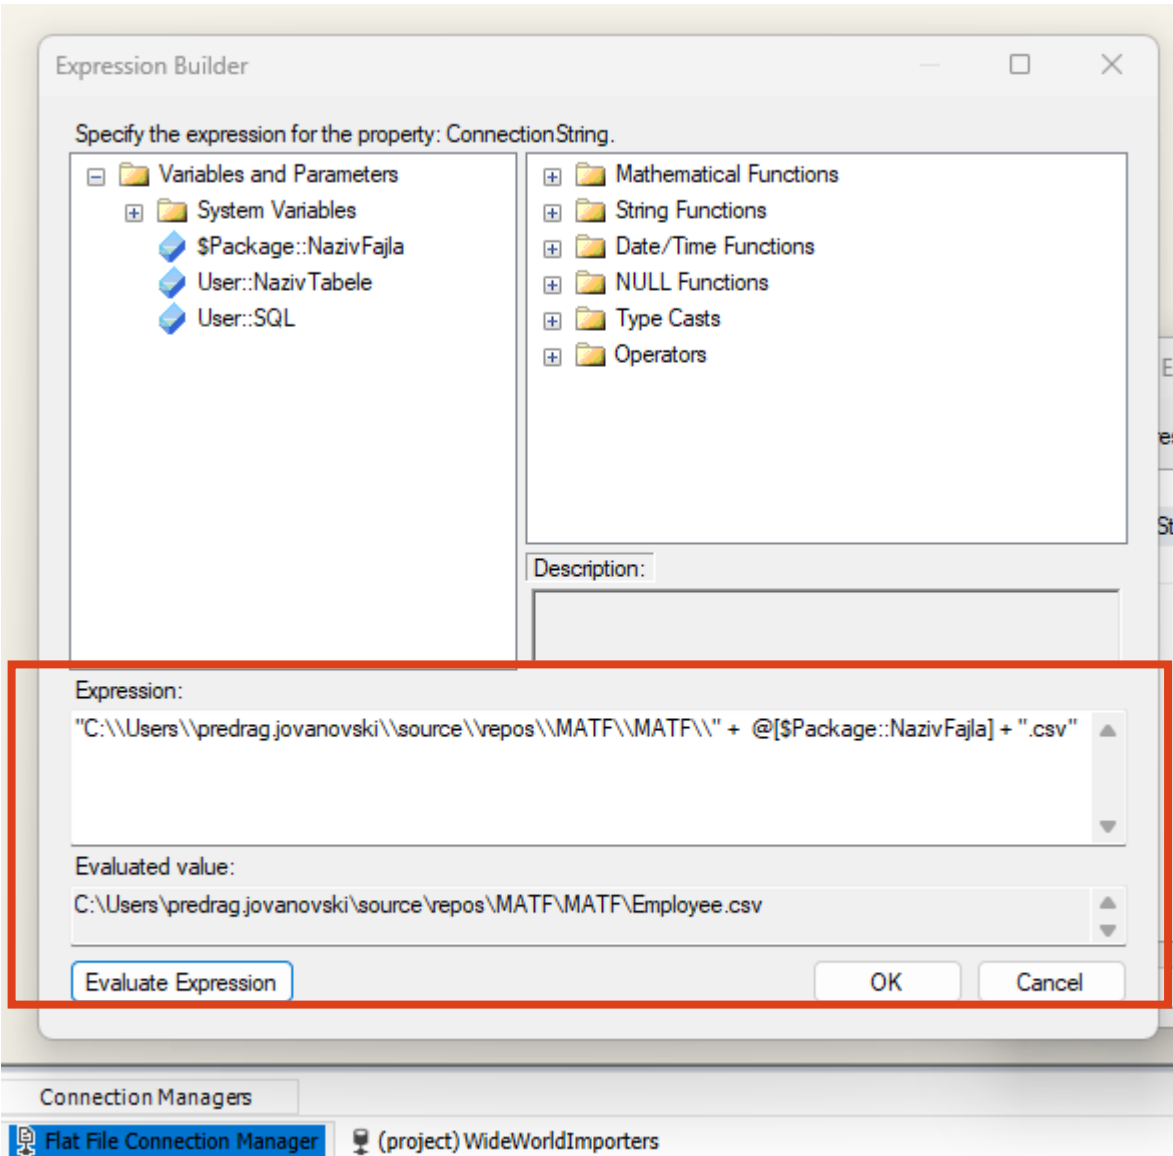 Expression Builder
Specify the expression for the property: ConnectionString.
Variables and Parameters
System Variables
$Package::NazivFajla
User::NazivTabele
User::SQL
Mathematical Functions
String Functions
Date/Time Functions
NULL Functions
Type Casts
Operators
Description:
Expression:
"C:\\Users\\predrag.jovanovski\\source\\repos\\MATF\\MATF\\" + @[$Package::NazivFajla] + ".csv"
Evaluated value:
C:\Users\predrag.jovanovski\source\repos\MATF\MATF\Employee.csv
Evaluate Expression
OK
Cancel
Connection Managers
Flat File Connection Manager
(project) WideWorldImporters